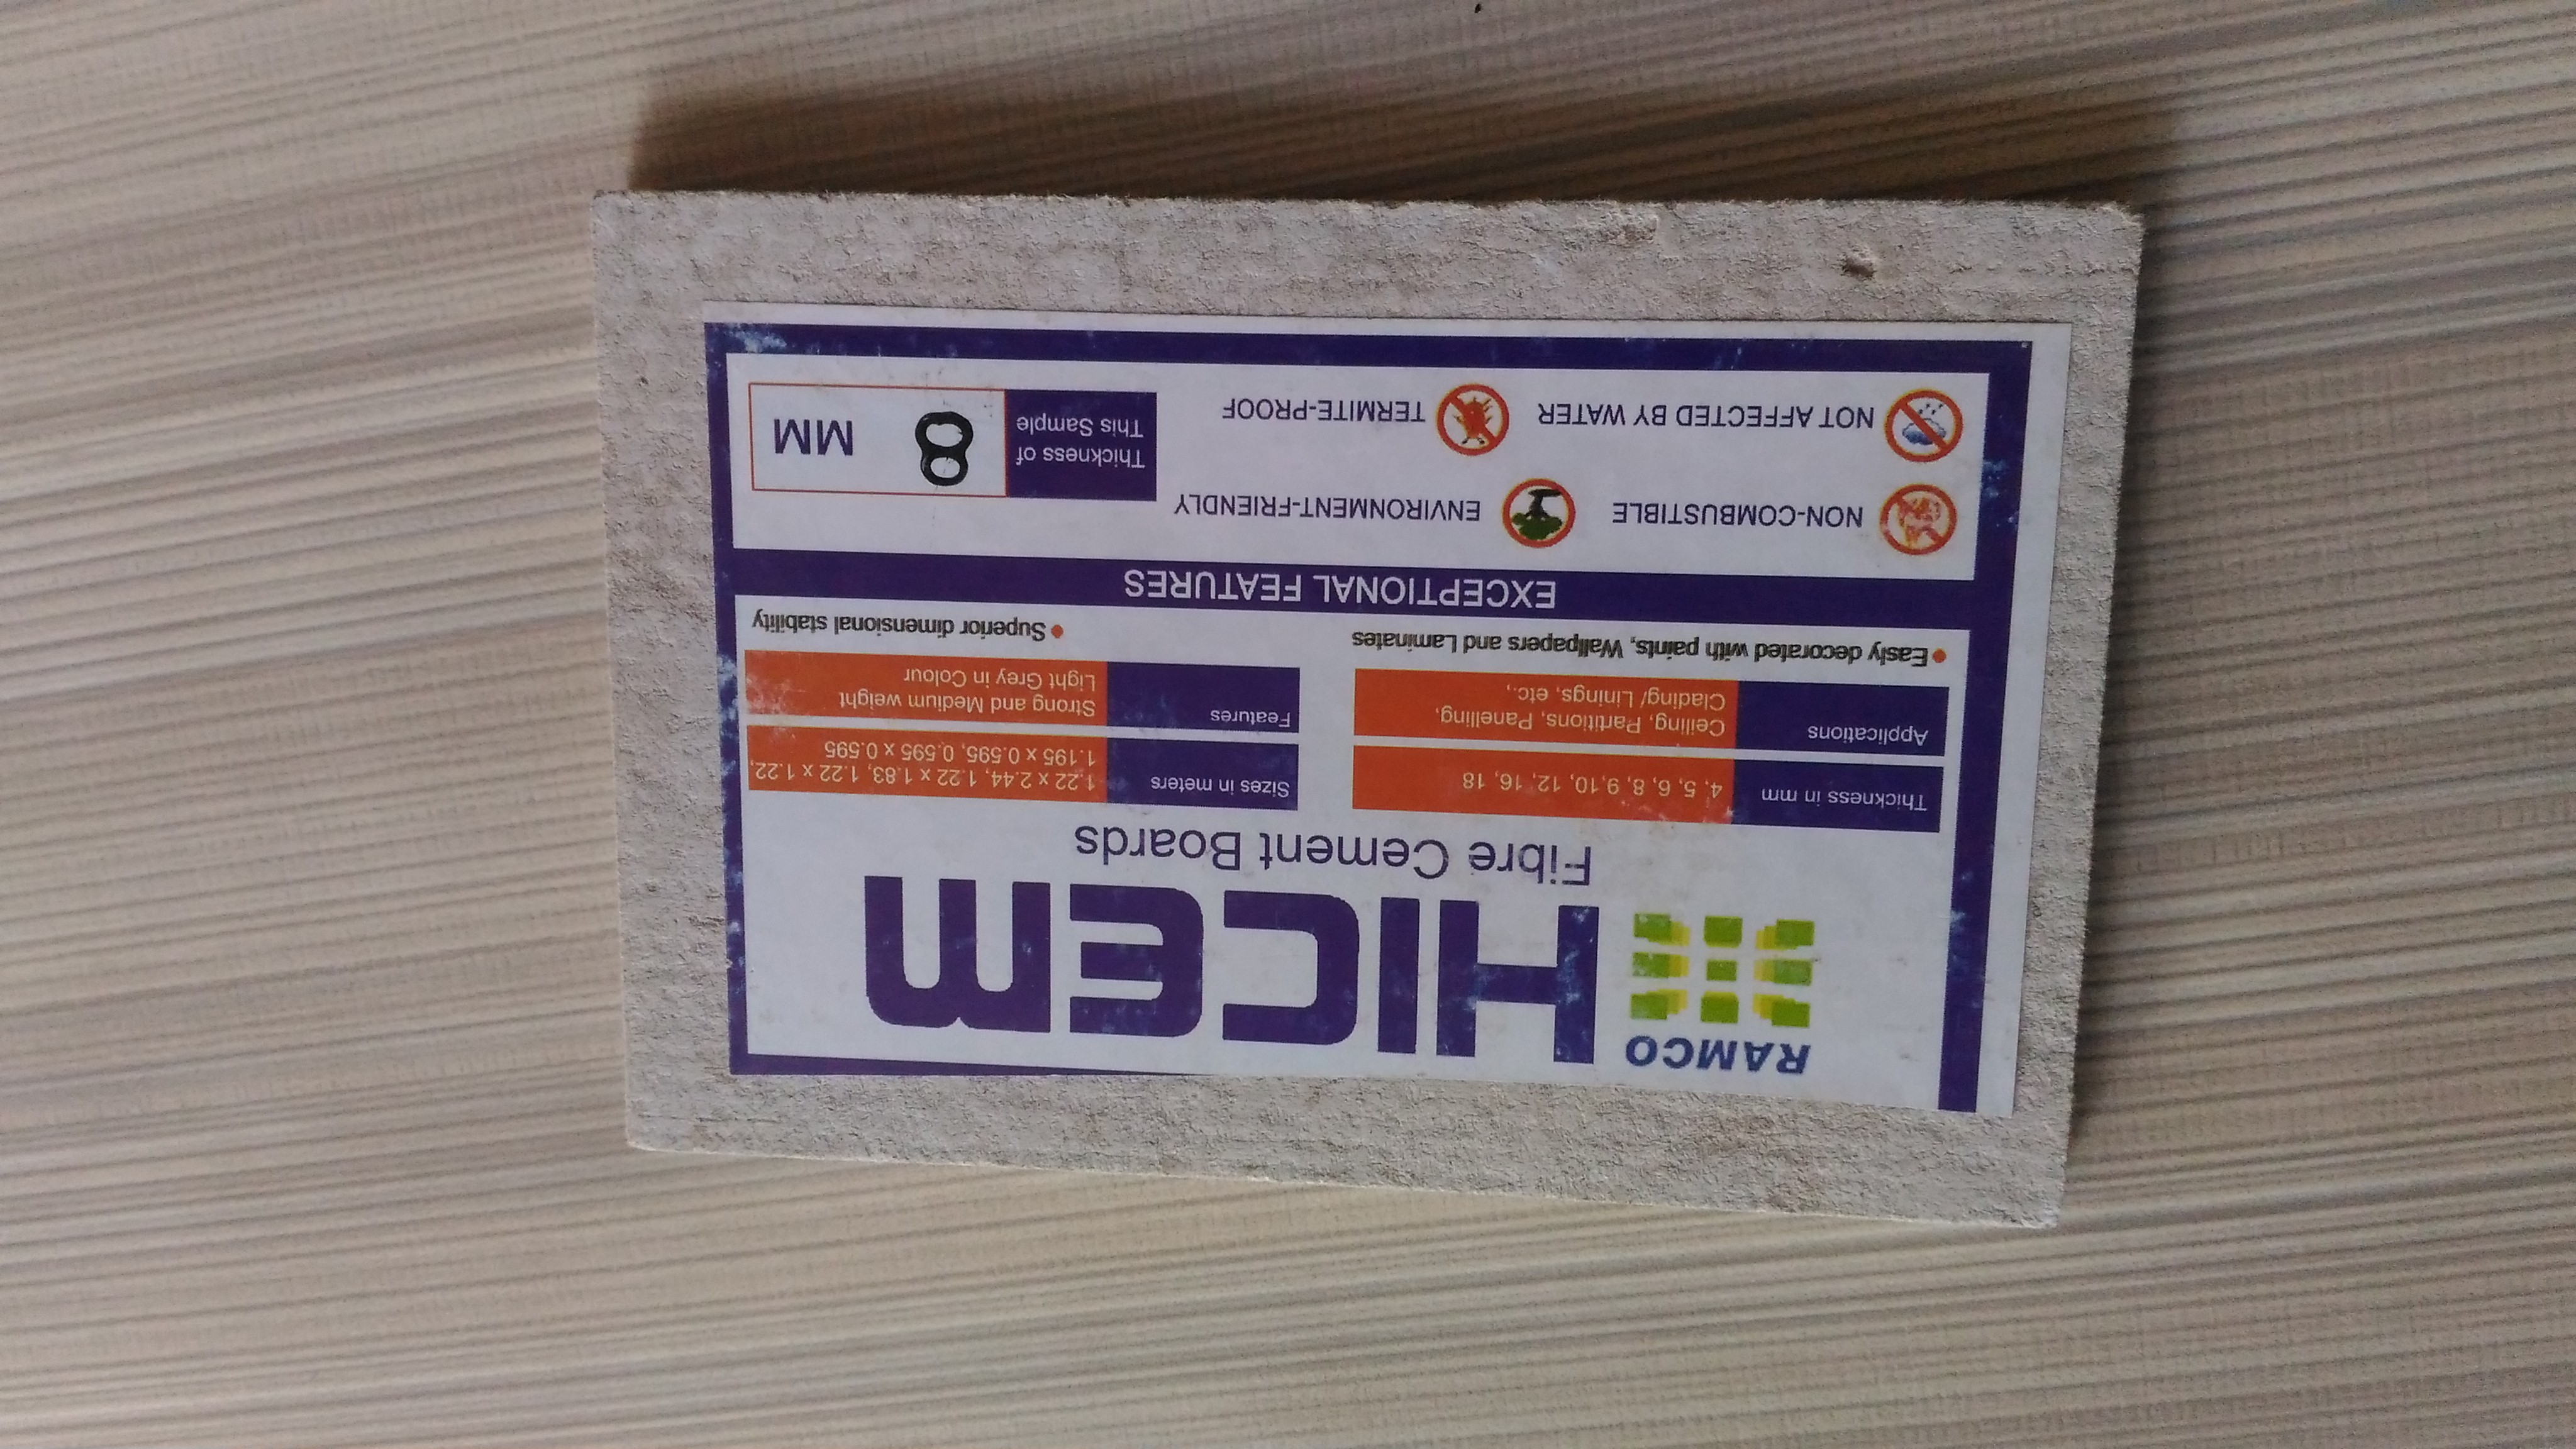 RAMCO
HICEM
Fibre Cement Boards
Thickness in mm
4, 5, 6, 8, 9,10, 12, 16, 18
Sizes in meters
1.22 x 2.44, 1.22 x 1.83, 1.22 x 1.22,
1.195 x 0.595, 0.595 x 0.595
Applications
Ceiling, Partitions, Panelling,
Clading/ Linings, etc.,
Features
Strong and Medium weight
Light Grey in Colour
• Easily decorated with paints, Wallpapers and Laminates
• Superior dimensional stability
EXCEPTIONAL FEATURES
NON-COMBUSTIBLE
ENVIRONMENT-FRIENDLY
NOT AFFECTED BY WATER
TERMITE-PROOF
Thickness of
This Sample
8 MM